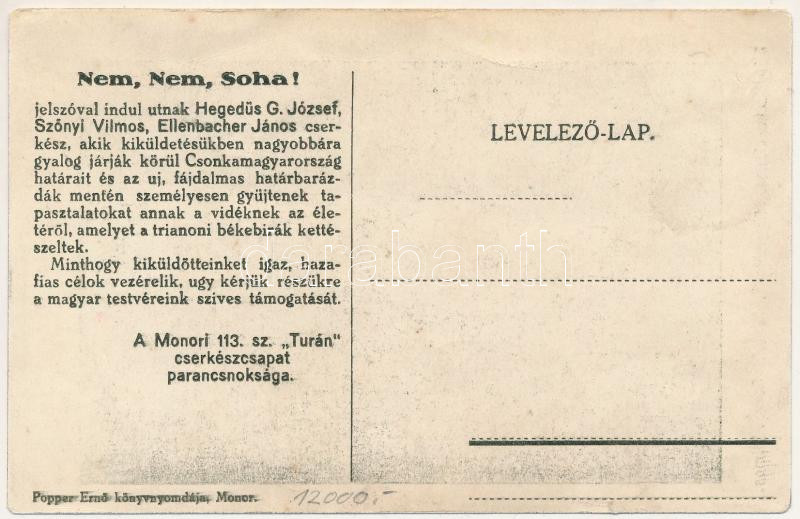 Nem, Nem, Soha!
jelszóval indul utnak Hegedüs G. József,
Szőnyi Vilmos, Ellenbacher János cser-
kész, akik kiküldetésükben nagyobbára
gyalog járják körül Csonkamagyarország
határait és az uj, fájdalmas határbaráz-
dák mentén személyesen gyüjtenek ta-
pasztalatokat annak a vidéknek az éle-
téről, amelyet a trianoni békebirák ketté-
szeltek.
Minthogy kiküldötteinket igaz, haza-
fias célok vezérelik, ugy kérjük részükre
a magyar testvéreink szives támogatását.
A Monori 113. sz. „Turán"
cserkészcsapat
parancsnoksága.
Popper Ernő könyvnyomdája, Monor.
12000.-
LEVELEZŐ-LAP.
darabanth.com